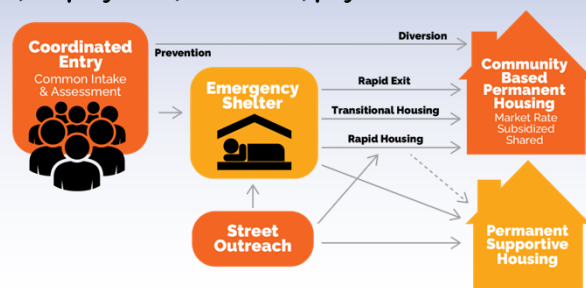 Coordinated
Entry
Common Intake
& Assessment
Prevention
Diversion
Emergency
Shelter
Rapid Exit
Transitional Housing
Rapid Housing
Community
Based
Permanent
Housing
Market Rate
Subsidized
Shared
Street
Outreach
Permanent
Supportive
Housing